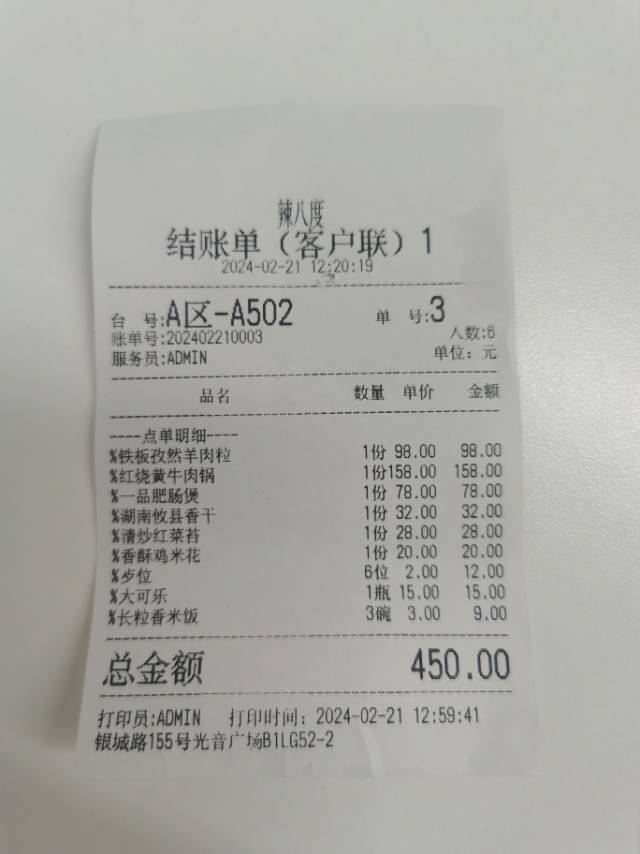 辣八度
结账单（客户联）1
2024-02-21 12:20:19
台 号:A区-A502 单 号:3
账单号:202402210003 人数:6
服务员:ADMIN 单位：元
品名 数量 单价 金额
----点单明细----
%铁板孜然羊肉粒 1份 98.00 98.00
%红烧黄牛肉锅 1份158.00 158.00
%一品肥肠煲 1份 78.00 78.00
%湖南攸县香干 1份 32.00 32.00
%清炒红菜苔 1份 28.00 28.00
%香酥鸡米花 1份 20.00 20.00
%歺位 6位 2.00 12.00
%大可乐 1瓶 15.00 15.00
%长粒香米饭 3碗 3.00 9.00
总金额 450.00
打印员:ADMIN 打印时间：2024-02-21 12:59:41
银城路155号光音广场B1LG52-2